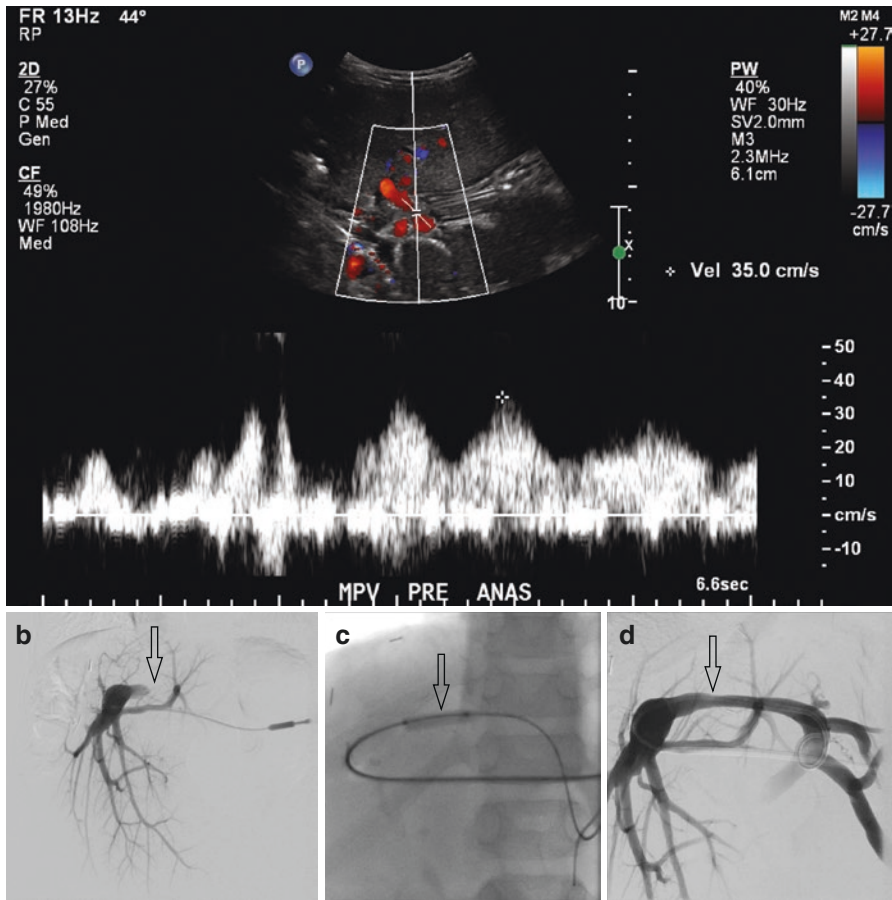 FR 13Hz 44°
RP
2D
27%
C 55
P Med
Gen
CF
49%
1980Hz
WF 108Hz
Med
P
M2 M4
+27.7
-27.7
cm/s
PW
40%
WF 30Hz
SV2.0mm
M3
2.3MHz
6.1cm
X
10
Vel 35.0 cm/s
50
40
30
20
10
cm/s
-10
6.6sec
MPV PRE ANAS
b
c
d